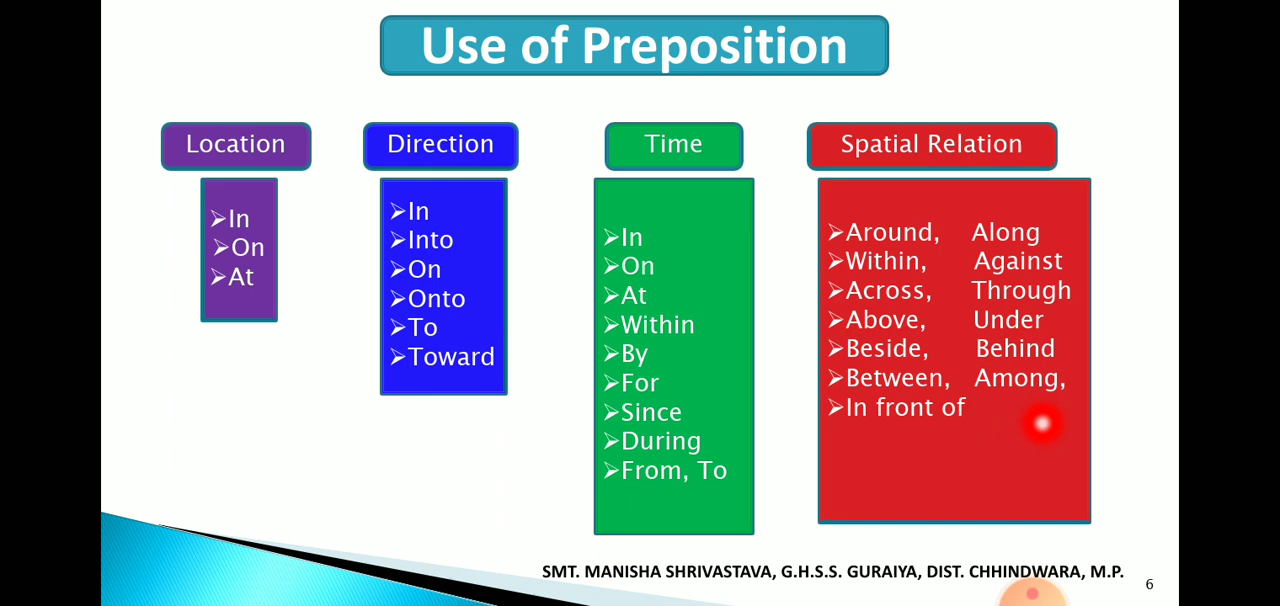 Use of Preposition
Location
➢In
➢On
➢At
Direction
➢In
➢Into
➢On
➢Onto
➢To
➢Toward
Time
➢In
➢On
➢At
➢Within
➢By
➢For
➢Since
➢During
➢From, To
Spatial Relation
➢Around, Along
➢Within, Against
➢Across, Through
➢Above, Under
➢Beside, Behind
➢Between, Among,
➢In front of
SMT. MANISHA SHRIVASTAVA, G.H.S.S. GURAIYA, DIST. CHHINDWARA, M.P.
6